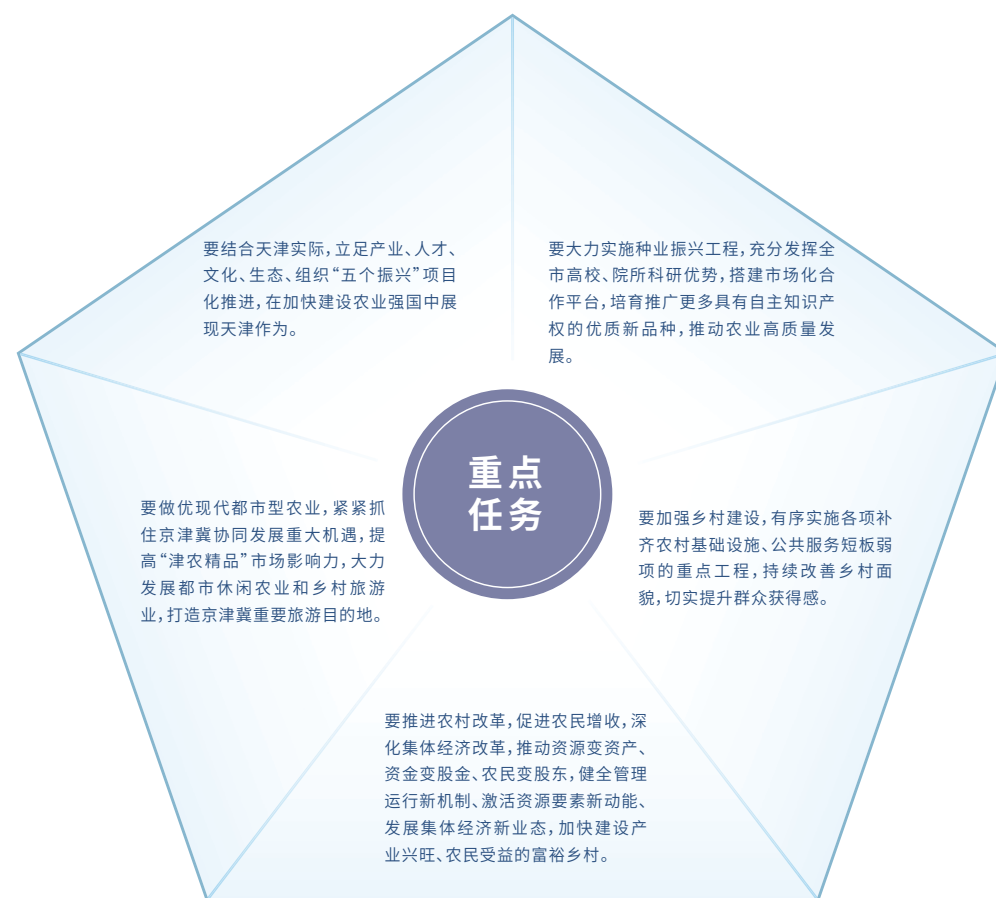 要结合天津实际，立足产业、人才、
文化、生态、组织“五个振兴”项目
化推进，在加快建设农业强国中展
现天津作为。
要大力实施种业振兴工程，充分发挥全
市高校、院所科研优势，搭建市场化合
作平台，培育推广更多具有自主知识产
权的优质新品种，推动农业高质量发
展。
重点
任务
要做优现代都市型农业，紧紧抓
住京津冀协同发展重大机遇，提
高“津农精品”市场影响力，大力
发展都市休闲农业和乡村旅游
业，打造京津冀重要旅游目的地。
要加强乡村建设，有序实施各项补
齐农村基础设施、公共服务短板弱
项的重点工程，持续改善乡村面
貌，切实提升群众获得感。
要推进农村改革，促进农民增收，深
化集体经济改革，推动资源变资产、
资金变股金、农民变股东，健全管理
运行新机制、激活资源要素新动能、
发展集体经济新业态，加快建设产
业兴旺、农民受益的富裕乡村。